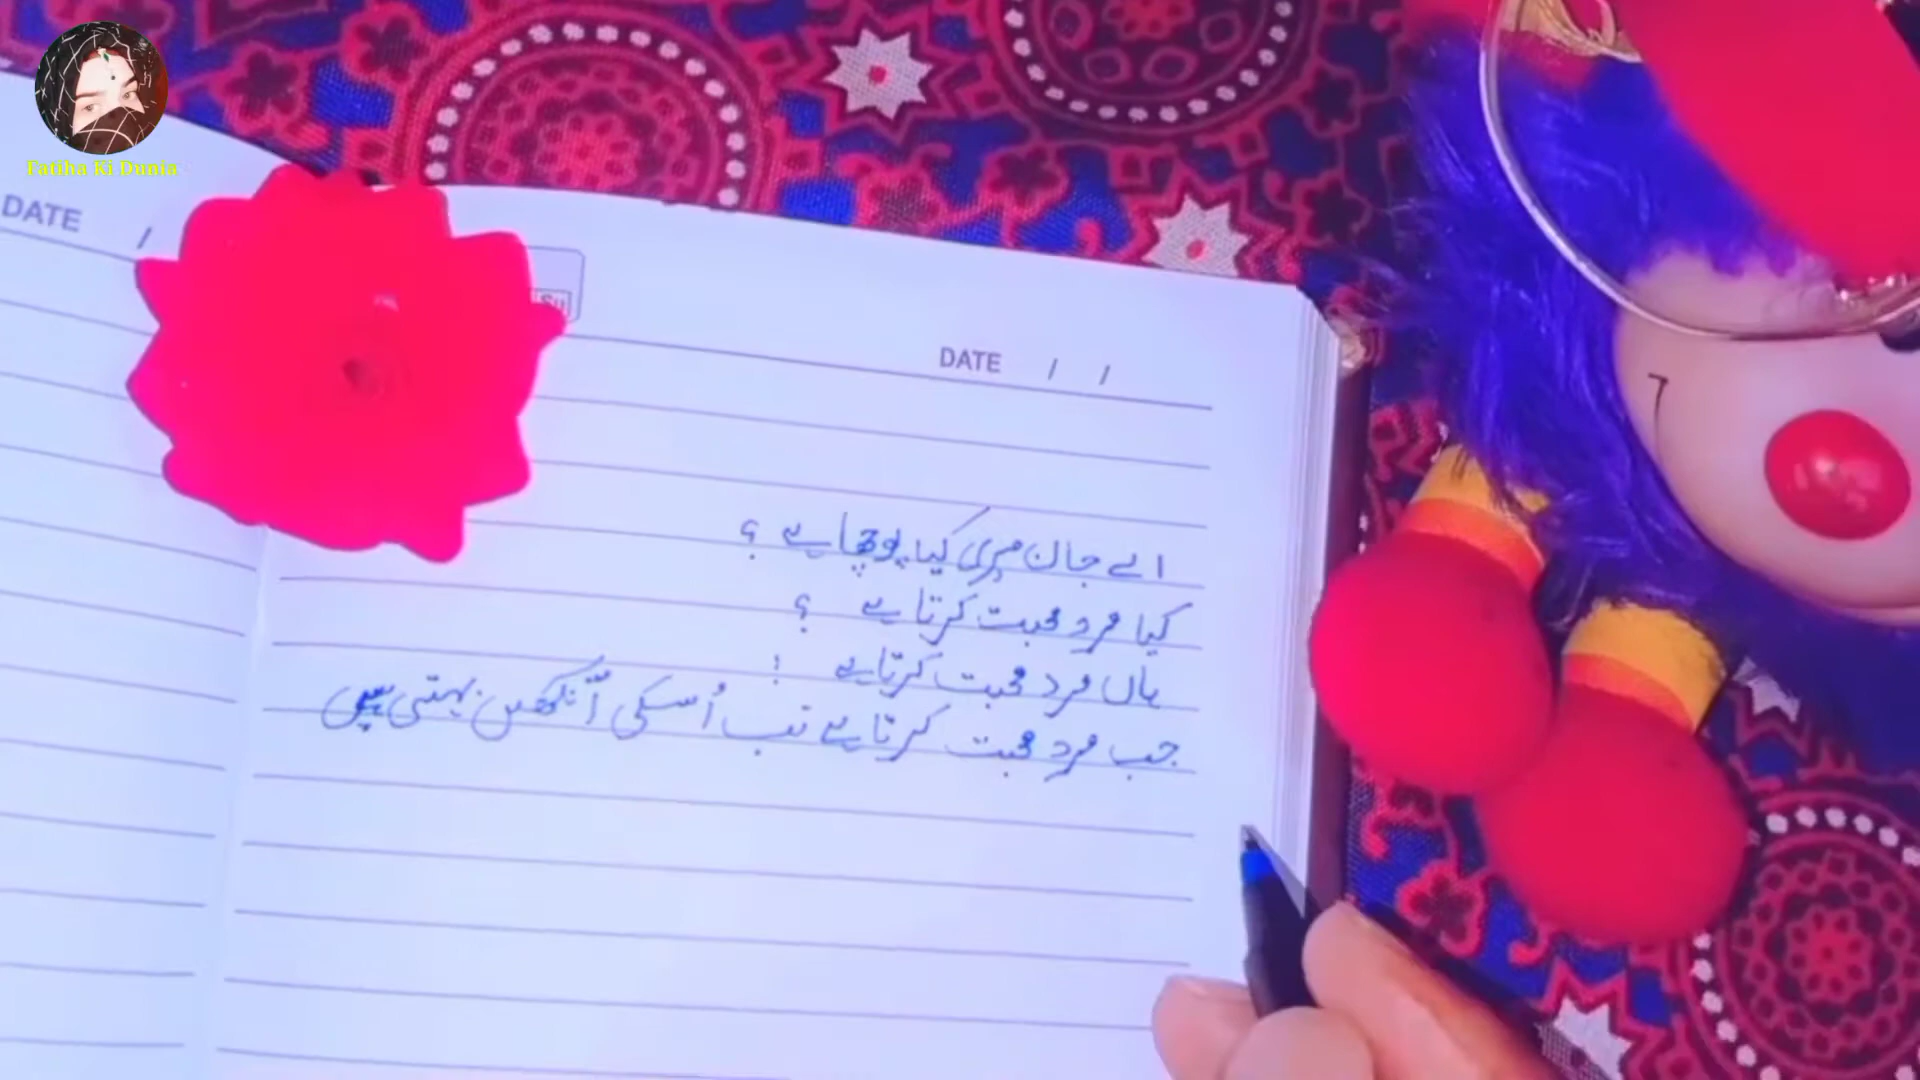 Fatiha Ki Dunia
DATE /
Su
DATE / /
اے جان میری کیا پوچھا ہے ؟
کیا مرد محبت کرتا ہے ؟
ہاں مرد محبت کرتا ہے !
جب مرد محبت کرتا ہے تب اُسکی آنکھیں بہتی ہیں